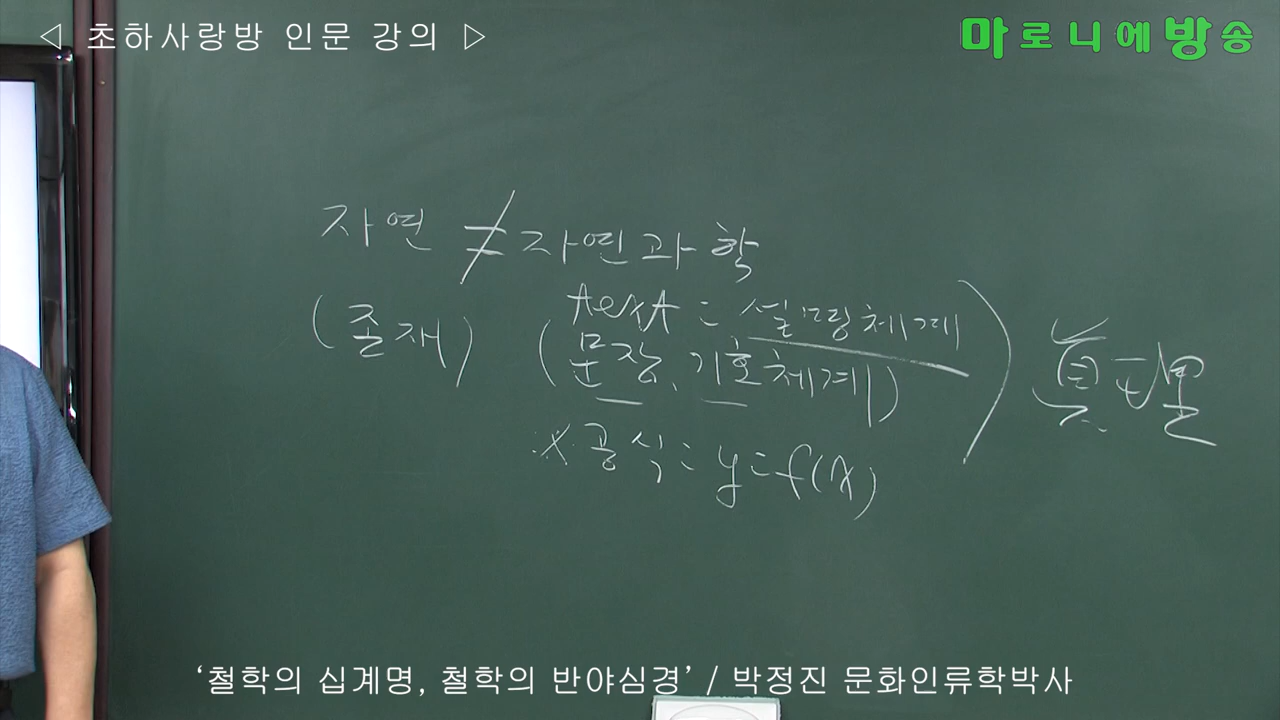 ◁ 초하사랑방 인문 강의 ▷
마로니에방송
자연 ≠ 자연과학
(존재)
text = 설명체계
(문장, 기호체계)
※ 공식 = y=f(x)
'철학의 십계명, 철학의 반야심경' / 박정진 문화인류학박사